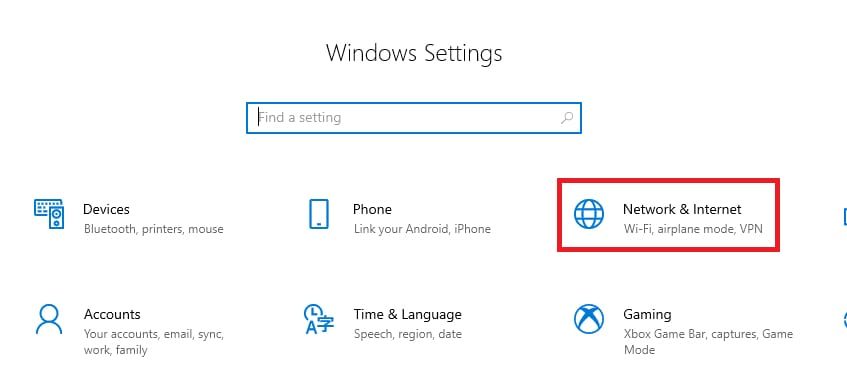 Windows Settings
Find a setting
Devices
Bluetooth, printers, mouse
Phone
Link your Android, iPhone
Network & Internet
Wi-Fi, airplane mode, VPN
Accounts
Your accounts, email, sync,
work, family
A字
Time & Language
Speech, region, date
Gaming
Xbox Game Bar, captures, Game
Mode